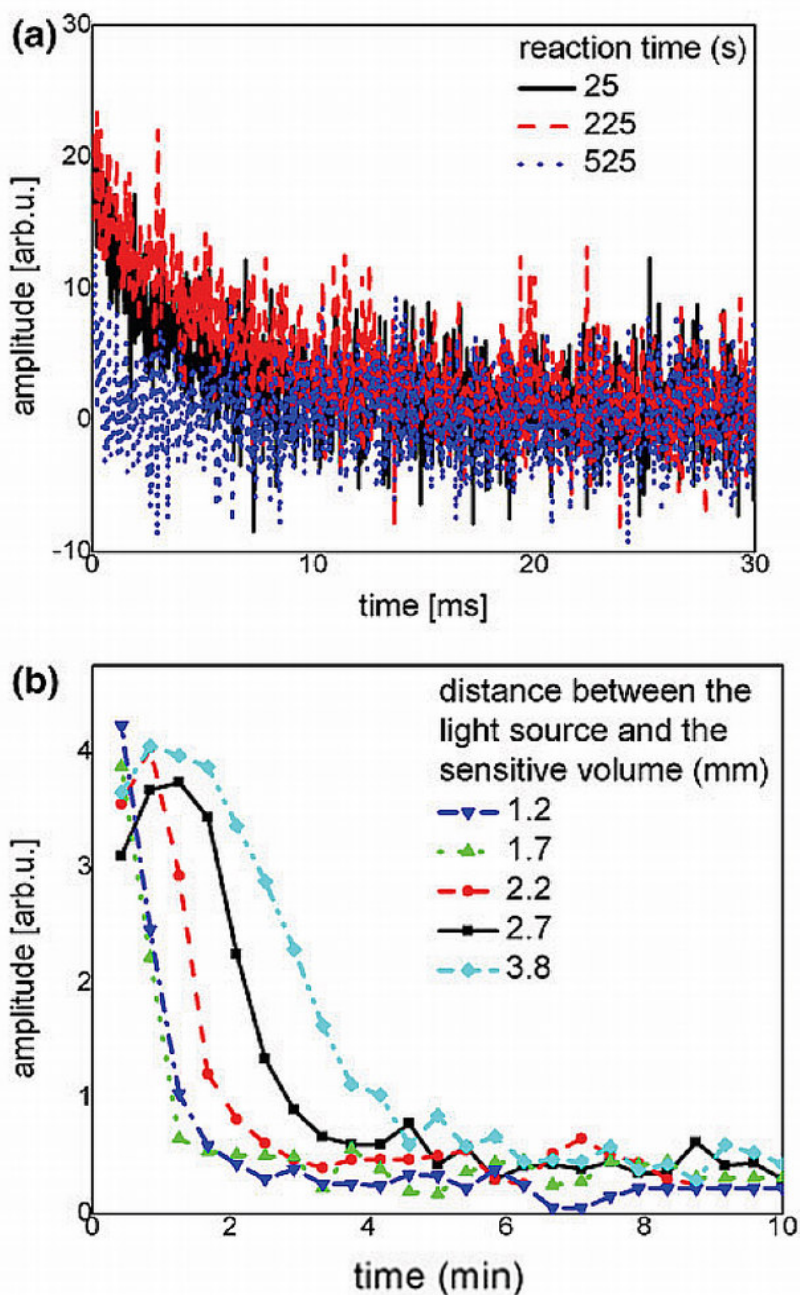 (a)
reaction time (s)
25
225
525
30
20
10
0
-10
amplitude [arb.u.]
0 10 20 30
time [ms]
(b)
distance between the
light source and the
sensitive volume (mm)
1.2
1.7
2.2
2.7
3.8
4
3
2
1
0
amplitude [arb.u.]
0 2 4 6 8 10
time (min)